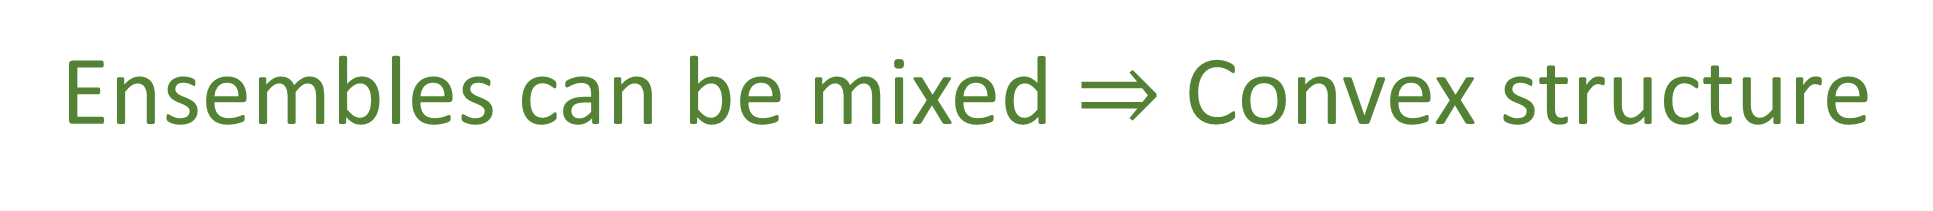 Ensembles can be mixed ⇒ Convex structure